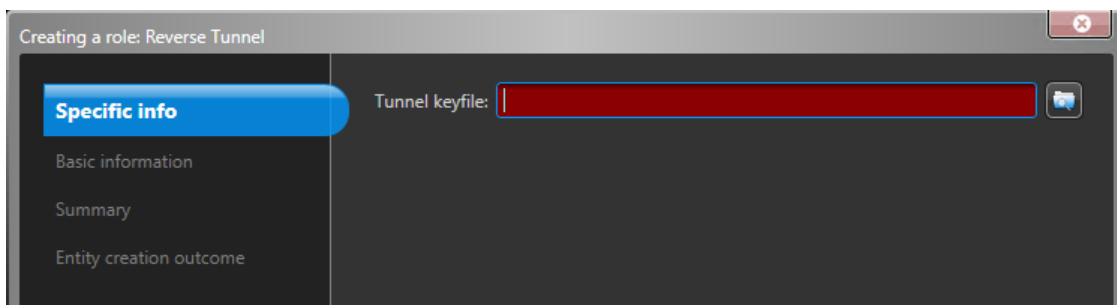 Creating a role: Reverse Tunnel
Specific info
Tunnel keyfile:
Basic information
Summary
Entity creation outcome